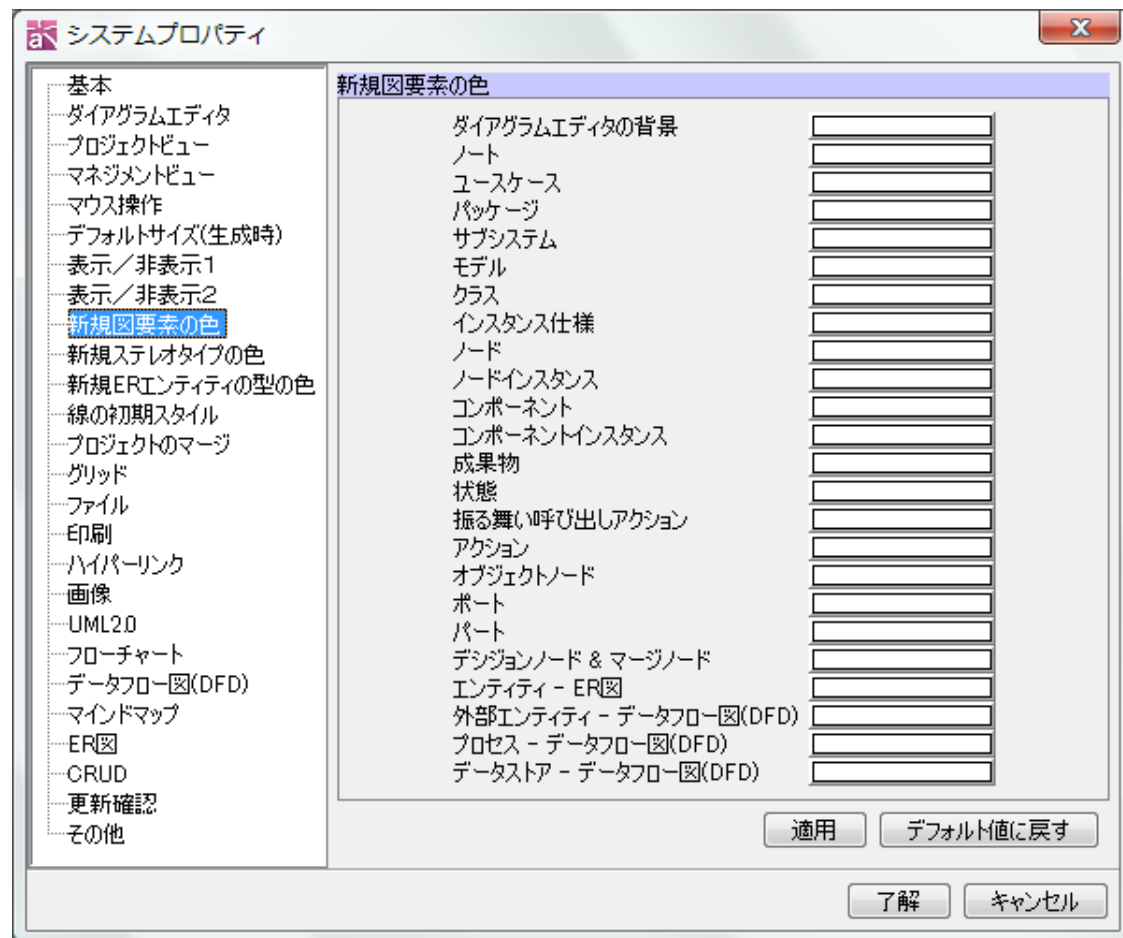 システムプロパティ
基本
ダイアグラムエディタ
プロジェクトビュー
マネジメントビュー
マウス操作
デフォルトサイズ(生成時)
表示／非表示1
表示／非表示2
新規図要素の色
新規ステレオタイプの色
新規ERエンティティの型の色
線の初期スタイル
プロジェクトのマージ
グリッド
ファイル
印刷
ハイパーリンク
画像
UML2.0
フローチャート
データフロー図(DFD)
マインドマップ
ER図
CRUD
更新確認
その他
新規図要素の色
ダイアグラムエディタの背景
ノート
ユースケース
パッケージ
サブシステム
モデル
クラス
インスタンス仕様
ノード
ノードインスタンス
コンポーネント
コンポーネントインスタンス
成果物
状態
振る舞い呼び出しアクション
アクション
オブジェクトノード
ポート
パート
デシジョンノード & マージノード
エンティティ - ER図
外部エンティティ - データフロー図(DFD)
プロセス - データフロー図(DFD)
データストア - データフロー図(DFD)
適用
デフォルト値に戻す
了解
キャンセル